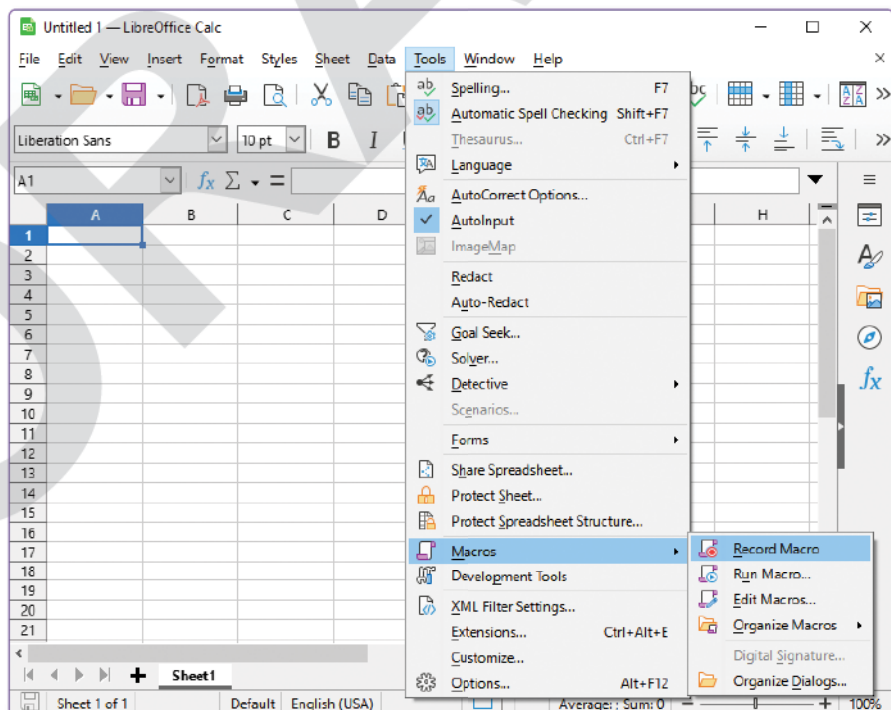 Untitled 1 — LibreOffice Calc
File Edit View Insert Format Styles Sheet Data Tools Window Help
Liberation Sans 10 pt B I
A1 fx Σ =
A B C D H
1
2
3
4
5
6
7
8
9
10
11
12
13
14
15
16
17
18
19
20
21
Spelling... F7
Automatic Spell Checking Shift+F7
Thesaurus... Ctrl+F7
Language
AutoCorrect Options...
AutoInput
ImageMap
Redact
Auto-Redact
Goal Seek...
Solver...
Detective
Scenarios...
Forms
Share Spreadsheet...
Protect Sheet...
Protect Spreadsheet Structure...
Macros
Development Tools
XML Filter Settings...
Extensions... Ctrl+Alt+E
Customize...
Options... Alt+F12
Record Macro
Run Macro...
Edit Macros...
Organize Macros
Digital Signature...
Organize Dialogs...
Sheet1
Sheet 1 of 1 Default English (USA) Average: ; Sum: 0 100%